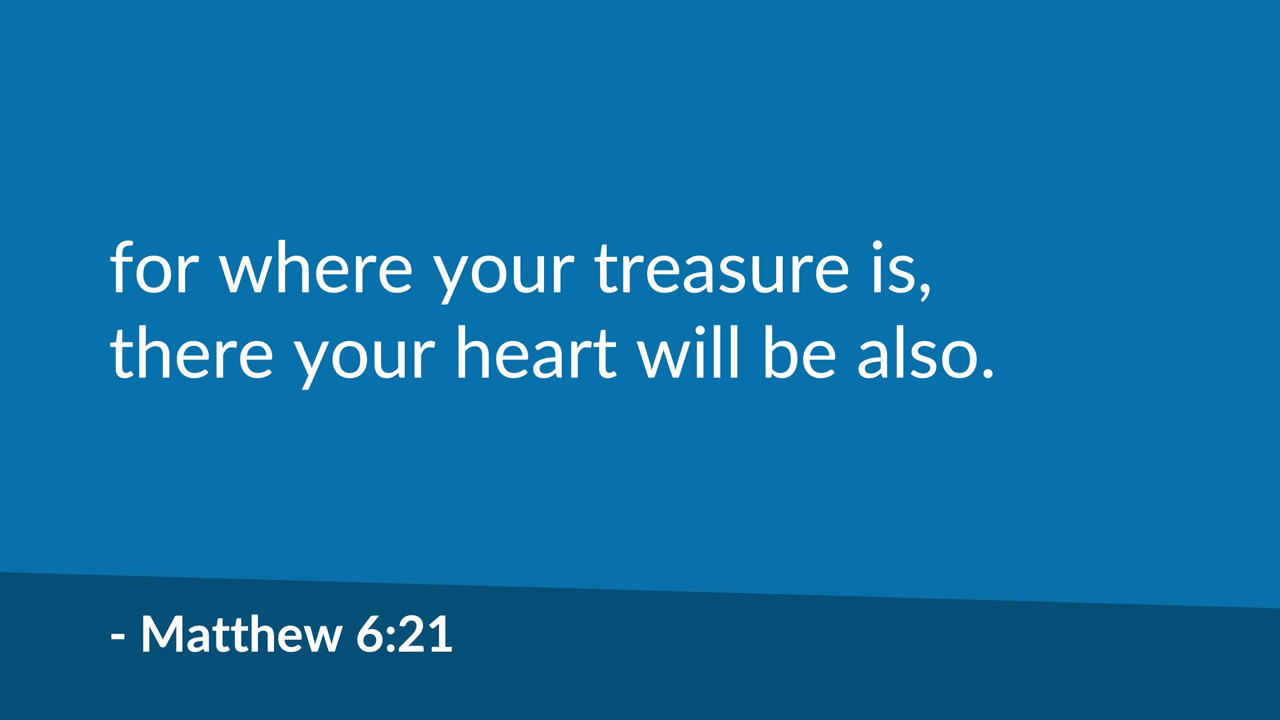 for where your treasure is,
there your heart will be also.
- Matthew 6:21